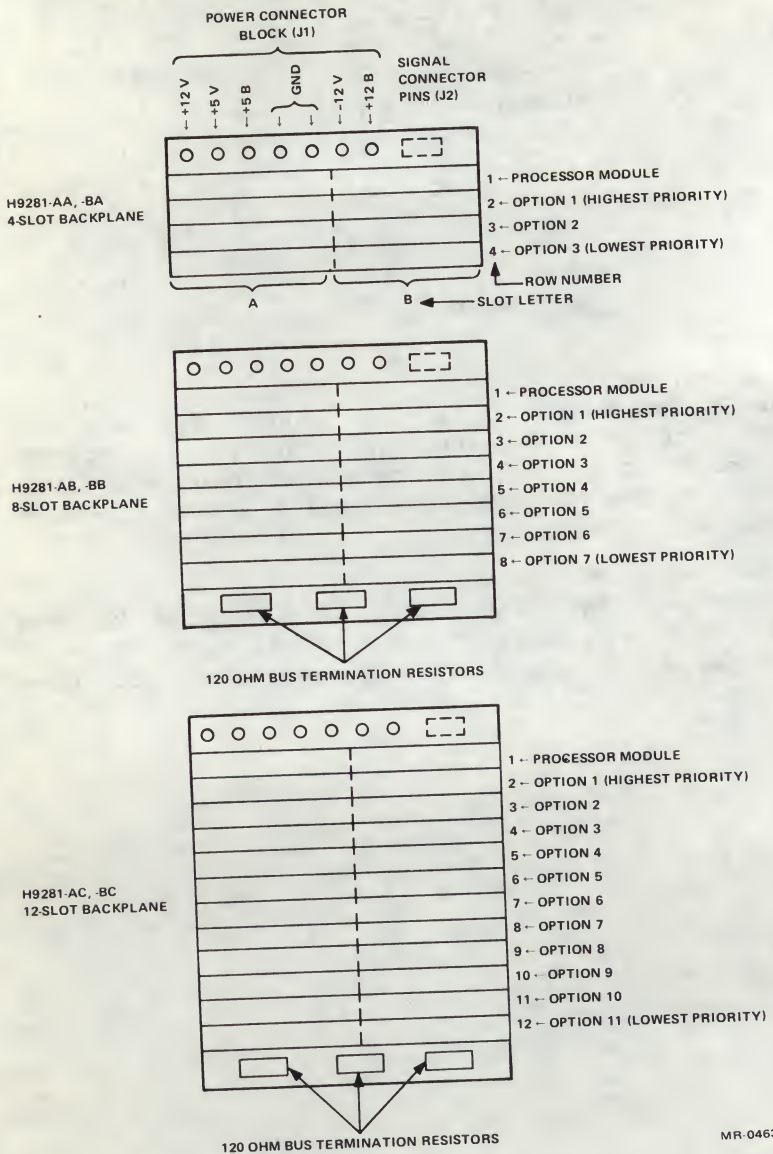 POWER CONNECTOR
BLOCK (J1)
SIGNAL
CONNECTOR
PINS (J2)
←+12 V
←+5 V
←+5 B
GND
←
←
←-12 V
←+12 B
H9281-AA, -BA
4-SLOT BACKPLANE
1 ← PROCESSOR MODULE
2 ← OPTION 1 (HIGHEST PRIORITY)
3 ← OPTION 2
4 ← OPTION 3 (LOWEST PRIORITY)
ROW NUMBER
A
B
SLOT LETTER
H9281-AB, -BB
8-SLOT BACKPLANE
1 ← PROCESSOR MODULE
2 ← OPTION 1 (HIGHEST PRIORITY)
3 ← OPTION 2
4 ← OPTION 3
5 ← OPTION 4
6 ← OPTION 5
7 ← OPTION 6
8 ← OPTION 7 (LOWEST PRIORITY)
120 OHM BUS TERMINATION RESISTORS
H9281-AC, -BC
12-SLOT BACKPLANE
1 ← PROCESSOR MODULE
2 ← OPTION 1 (HIGHEST PRIORITY)
3 ← OPTION 2
4 ← OPTION 3
5 ← OPTION 4
6 ← OPTION 5
7 ← OPTION 6
8 ← OPTION 7
9 ← OPTION 8
10 ← OPTION 9
11 ← OPTION 10
12 ← OPTION 11 (LOWEST PRIORITY)
120 OHM BUS TERMINATION RESISTORS
MR-0463